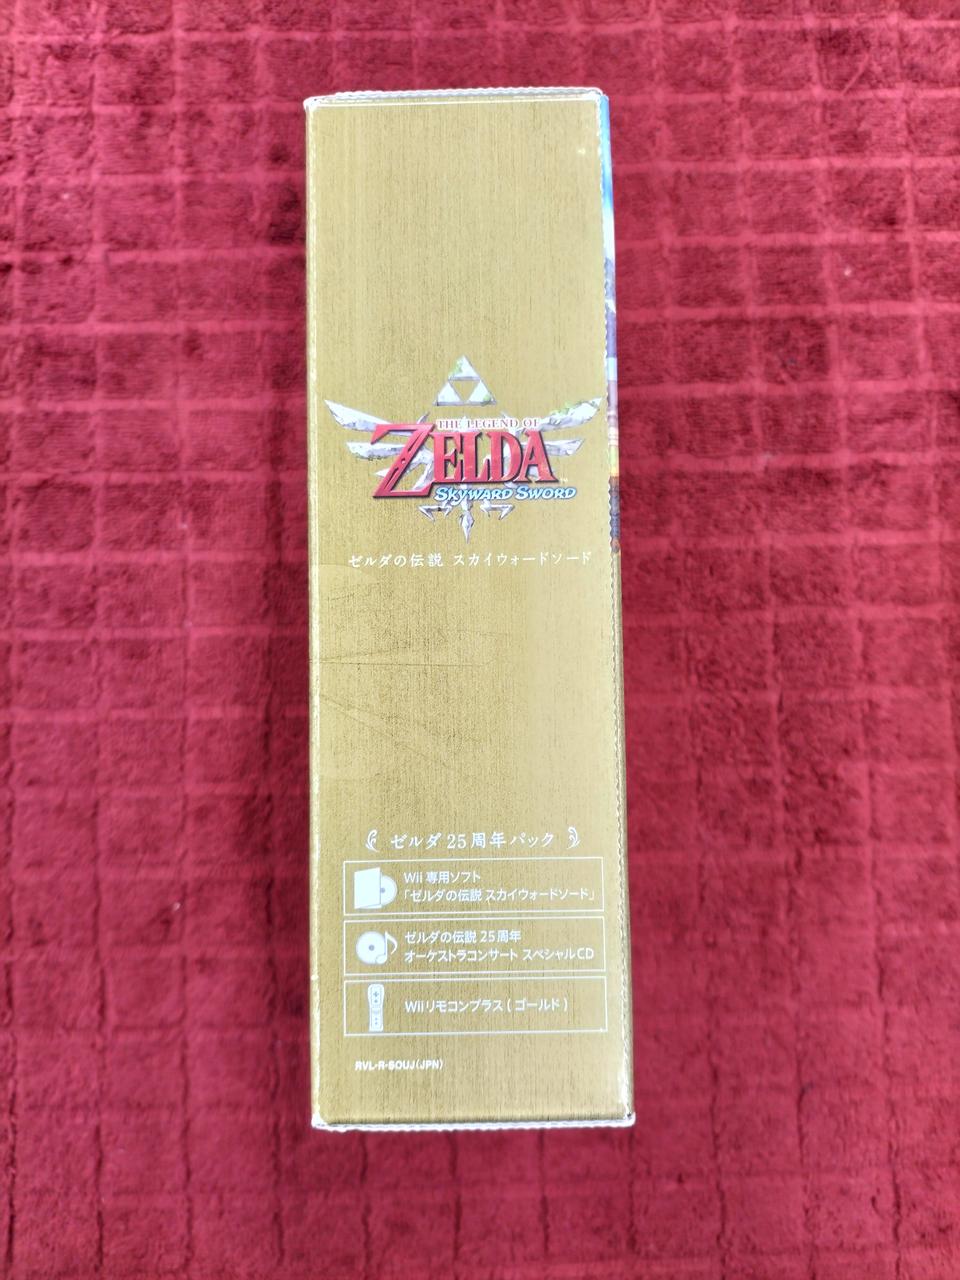 THE LEGEND OF
ZELDA
SKYWARD SWORD
ゼルダの伝説 スカイウォードソード
ゼルダ 25周年パック
Wii 専用ソフト
「ゼルダの伝説 スカイウォードソード」
ゼルダの伝説 25周年
オーケストラコンサート スペシャルCD
Wiiリモコンプラス(ゴールド)
RVL-R-SOUJ(JPN)